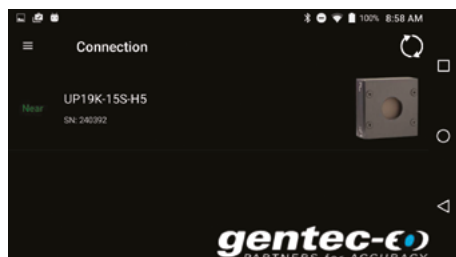 100% 8:58 AM
Connection
Near
UP19K-15S-H5
SN: 240392
gentec-eo
PARTNERS for ACCURACY